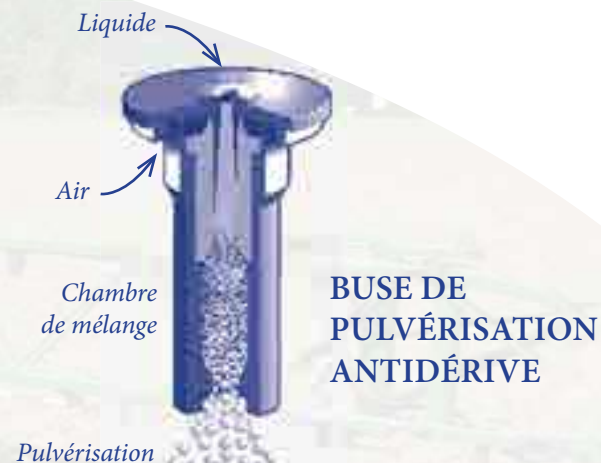 Liquide
Air
Chambre
de mélange
BUSE DE
PULVÉRISATION
ANTIDÉRIVE
Pulvérisation